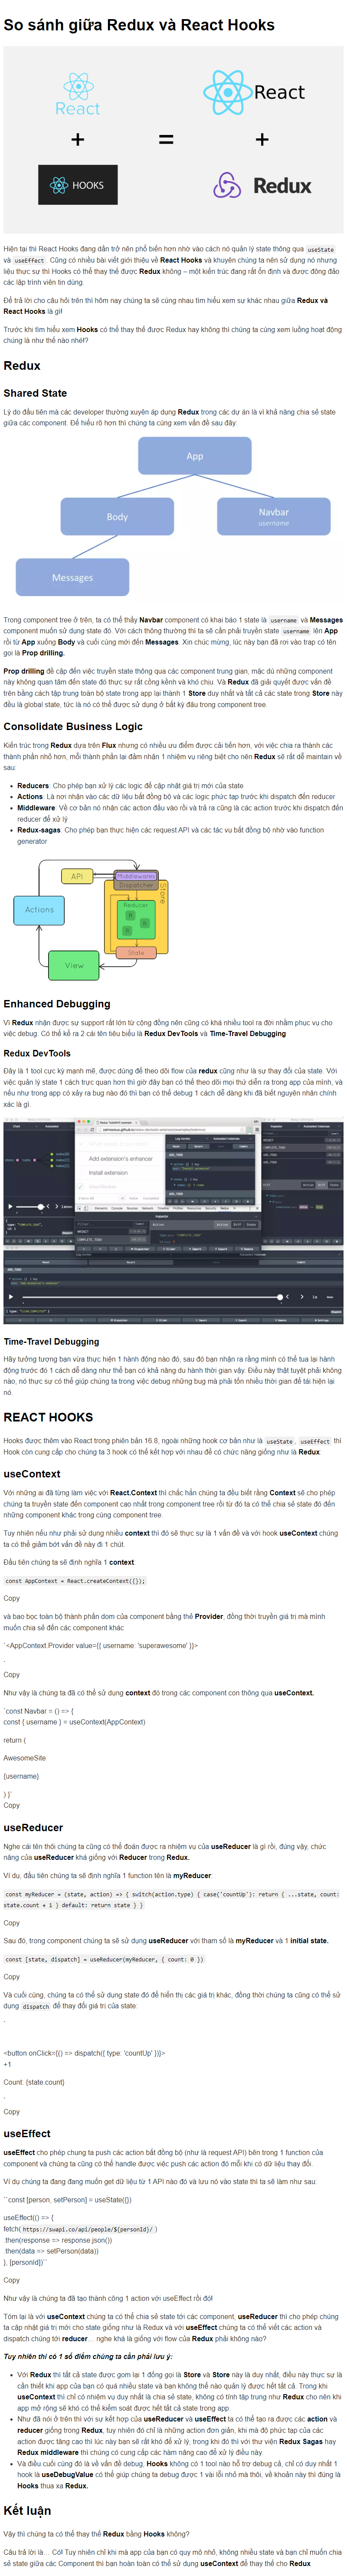 So sánh giữa Redux và React Hooks
React
React
+
=
+
HOOKS
Redux
Hiện tại thì React Hooks đang dần trở nên phổ biến hơn nhờ vào cách nó quản lý state thông qua useState
và useEffect. Cũng có nhiều bài viết giới thiệu về React Hooks và khuyên chúng ta nên sử dụng nó nhưng
liệu thực sự thì Hooks có thể thay thế được Redux không – một kiến trúc đang rất ổn định và được đông đảo
các lập trình viên tin dùng.
Để trả lời cho câu hỏi trên thì hôm nay chúng ta sẽ cùng nhau tìm hiểu xem sự khác nhau giữa Redux và
React Hooks là gì!
Trước khi tìm hiểu xem Hooks có thể thay thế được Redux hay không thì chúng ta cùng xem luồng hoạt động
chúng là như thế nào nhé!?
Redux
Shared State
Lý do đầu tiên mà các developer thường xuyên áp dụng Redux trong các dự án là vì khả năng chia sẻ state
giữa các component. Để hiểu rõ hơn thì chúng ta cùng xem vấn đề sau đây:
App
Body
Navbar
username
Messages
Trong component tree ở trên, ta có thể thấy Navbar component có khai báo 1 state là username và Messages
component muốn sử dụng state đó. Với cách thông thường thì ta sẽ cần phải truyền state username lên App
rồi từ App xuống Body và cuối cùng mới đến Messages. Xin chúc mừng, lúc này bạn đã rơi vào trap có tên
gọi là Prop drilling.
Prop drilling đề cập đến việc truyền state thông qua các component trung gian, mặc dù những component
này không quan tâm đến state đó thực sự rất cồng kềnh và khó chịu. Và Redux đã giải quyết được vấn đề
trên bằng cách tập trung toàn bộ state trong app lại thành 1 Store duy nhất và tất cả các state trong Store này
đều là global state, tức là nó có thể được sử dụng ở bất kỳ đâu trong component tree.
Consolidate Business Logic
Kiến trúc trong Redux dựa trên Flux nhưng có nhiều ưu điểm được cải tiến hơn, với việc chia ra thành các
thành phần nhỏ hơn, mỗi thành phần lại đảm nhận 1 nhiệm vụ riêng biệt cho nên Redux sẽ rất dễ maintain về
sau:
Reducers: Cho phép bạn xử lý các logic để cập nhật giá trị mới của state
Actions: Là nơi nhận vào các dữ liệu bất đồng bộ và các logic phức tạp trước khi dispatch đến reducer
Middleware: Về cơ bản nó nhận các action đầu vào rồi và trả ra cũng là các action trước khi dispatch đến
reducer để xử lý
Redux-sagas: Cho phép bạn thực hiện các request API và các tác vụ bất đồng bộ nhờ vào function
generator
API
Middlewares
Dispatcher
Store
Actions
Reducer
R
R
R
State
View
Enhanced Debugging
Vì Redux nhận được sự support rất lớn từ cộng đồng nên cũng có khá nhiều tool ra đời nhằm phục vụ cho
việc debug. Có thể kể ra 2 cái tên tiêu biểu là Redux DevTools và Time-Travel Debugging
Redux DevTools
Đây là 1 tool cực kỳ mạnh mẽ, được dùng để theo dõi flow của redux cũng như là sự thay đổi của state. Với
việc quản lý state 1 cách trực quan hơn thì giờ đây bạn có thể theo dõi mọi thứ diễn ra trong app của mình, và
nếu như trong app có xảy ra bug nào đó thì bạn có thể debug 1 cách dễ dàng khi đã biết nguyên nhân chính
xác là gì.
Add-extension's enhancer
Install extension
Time-Travel Debugging
Hãy tưởng tượng bạn vừa thực hiện 1 hành động nào đó, sau đó bạn nhận ra rằng mình có thể tua lại hành
động trước đó 1 cách dễ dàng như thể bạn có khả năng du hành thời gian vậy. Điều này thật tuyệt phải không
nào, nó thực sự có thể giúp chúng ta trong việc debug những bug mà phải tốn nhiều thời gian để tái hiện lại
nó.
REACT HOOKS
Hooks được thêm vào React trong phiên bản 16.8, ngoài những hook cơ bản như là useState, useEffect thì
Hook còn cung cấp cho chúng ta 3 hook có thể kết hợp với nhau để có chức năng giống như là Redux
useContext
Với những ai đã từng làm việc với React.Context thì chắc hẳn chúng ta đều biết rằng Context sẽ cho phép
chúng ta truyền state đến component cao nhất trong component tree rồi từ đó ta có thể chia sẻ state đó đến
những component khác trong cùng component tree.
Tuy nhiên nếu như phải sử dụng nhiều context thì đó sẽ thực sự là 1 vấn đề và với hook useContext chúng
ta có thể giảm bớt vấn đề này đi 1 chút.
Đầu tiên chúng ta sẽ định nghĩa 1 context
const AppContext = React.createContext({});
Copy
và bao bọc toàn bộ thành phần dom của component bằng thẻ Provider, đồng thời truyền giá trị mà mình
muốn chia sẻ đến các component khác
`<AppContext.Provider value={{ username: 'superawesome' }}>
`
Copy
Như vậy là chúng ta đã có thể sử dụng context đó trong các component con thông qua useContext.
`const Navbar = () => {
const { username } = useContext(AppContext)
return (
AwesomeSite
{username}
) }`
Copy
useReducer
Nghe cái tên thôi chúng ta cũng có thể đoán được ra nhiệm vụ của useReducer là gì rồi, đúng vậy, chức
năng của useReducer khá giống với Reducer trong Redux.
Ví dụ, đầu tiên chúng ta sẽ định nghĩa 1 function tên là myReducer:
const myReducer = (state, action) => { switch(action.type) { case('countUp'): return { ...state, count:
state.count + 1 } default: return state } }
Copy
Sau đó, trong component chúng ta sẽ sử dụng useReducer với tham số là myReducer và 1 initial state.
const [state, dispatch] = useReducer(myReducer, { count: 0 })
Copy
Và cuối cùng, chúng ta có thể sử dụng state đó để hiển thị các giá trị khác, đồng thời chúng ta cũng có thể sử
dụng dispatch để thay đổi giá trị của state:
`
<button onClick={() => dispatch({ type: 'countUp' })}>
+1
Count: {state.count}
`
Copy
useEffect
useEffect cho phép chung ta push các action bất đồng bộ (như là request API) bên trong 1 function của
component và chúng ta cũng có thể handle được việc push các action đó mỗi khi có dữ liệu thay đổi.
Ví dụ chúng ta đang đang muốn get dữ liệu từ 1 API nào đó và lưu nó vào state thì ta sẽ làm như sau:
``const [person, setPerson] = useState({})
useEffect(() => {
fetch(https://swapi.co/api/people/${personId}/)
.then(response => response.json())
.then(data => setPerson(data))
}, [personId])``
Copy
Như vậy là chúng ta đã tạo thành công 1 action với useEffect rồi đó!
Tóm lại là với useContext chúng ta có thể chia sẻ state tới các component, useReducer thì cho phép chúng
ta cập nhật giá trị mới cho state giống như là Redux và với useEffect chúng ta có thể viết các action và
dispatch chúng tới reducer... nghe khá là giống với flow của Redux phải không nào?
Tuy nhiên thì có 1 số điểm chúng ta cần phải lưu ý:
Với Redux thì tất cả state được gom lại 1 đống gọi là Store và Store này là duy nhất, điều này thực sự là
cần thiết khi app của bạn có quá nhiều state và bạn không thể nào quản lý được hết tất cả. Trong khi
useContext thì chỉ có nhiệm vụ duy nhất là chia sẻ state, không có tính tập trung như Redux cho nên khi
app mở rộng sẽ khó có thể kiểm soát được hết tất cả state trong app.
Như đã nói ở trên thì với sự kết hợp của useReducer và useEffect ta có thể tạo ra được các action và
reducer giống trong Redux, tuy nhiên đó chỉ là những action đơn giản, khi mà độ phức tạp của các
action được tăng cao thì lúc này bạn sẽ rất khó để xử lý, trong khi đó thì với thư viện Redux Sagas hay
Redux middleware thì chúng có cung cấp các hàm nâng cao để xử lý điều này.
Và điều cuối cùng đó là về vấn đề debug, Hooks không có 1 tool nào hỗ trợ debug cả, chỉ có duy nhất 1
hook là useDebugValue có thể giúp chúng ta debug được 1 vài lỗi nhỏ mà thôi, về khoản này thì đúng là
Hooks thua xa Redux.
Kết luận
Vậy thì chúng ta có thể thay thế Redux bằng Hooks không?
Câu trả lời là... Có! Tuy nhiên chỉ khi mà app của bạn có quy mô nhỏ, không nhiều state và bạn chỉ muốn chia
sẻ state giữa các Component thì bạn hoàn toàn có thể sử dụng useContext để thay thế cho Redux